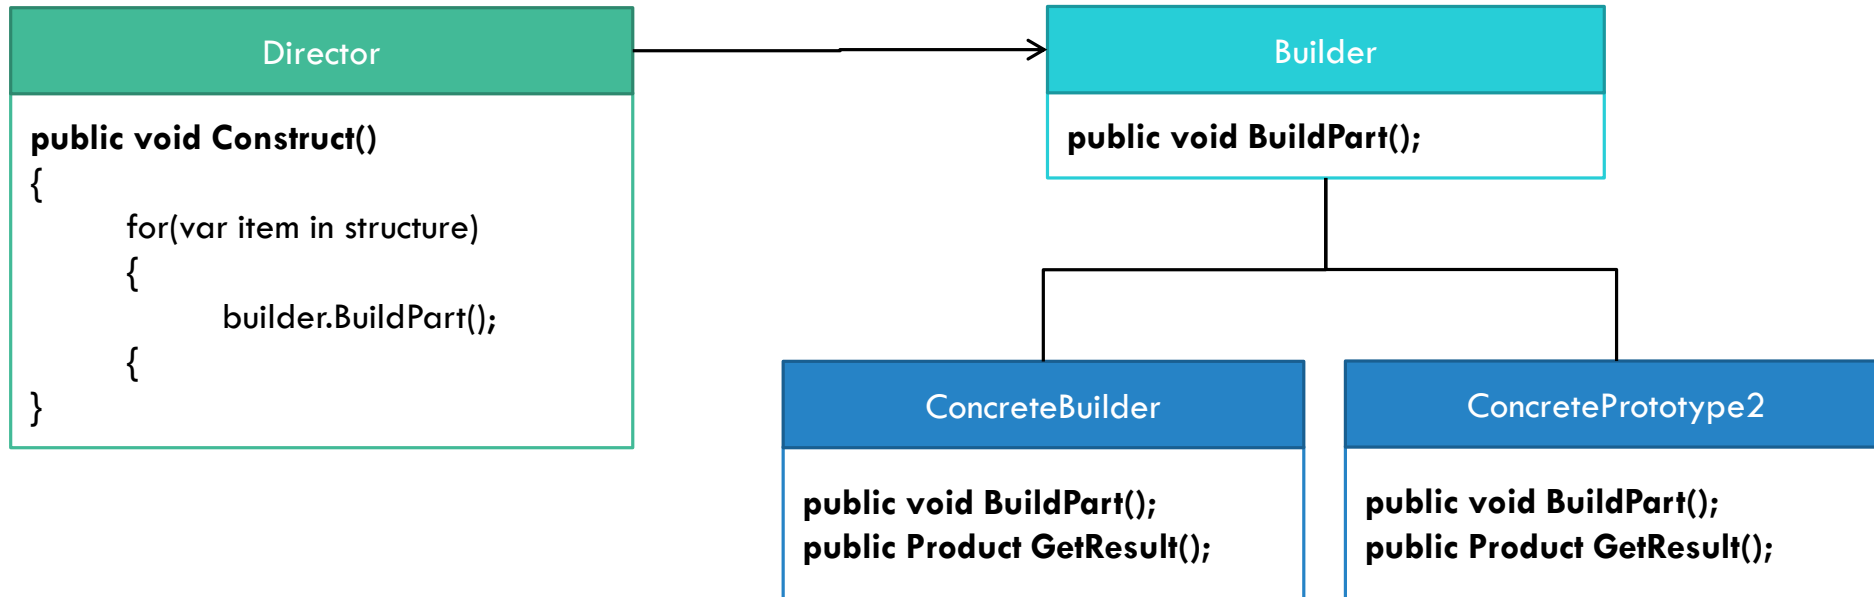 Director
public void Construct()
{
for(var item in structure)
{
builder.BuildPart();
{
}
Builder
public void BuildPart();
ConcreteBuilder
public void BuildPart();
public Product GetResult();
ConcretePrototype2
public void BuildPart();
public Product GetResult();